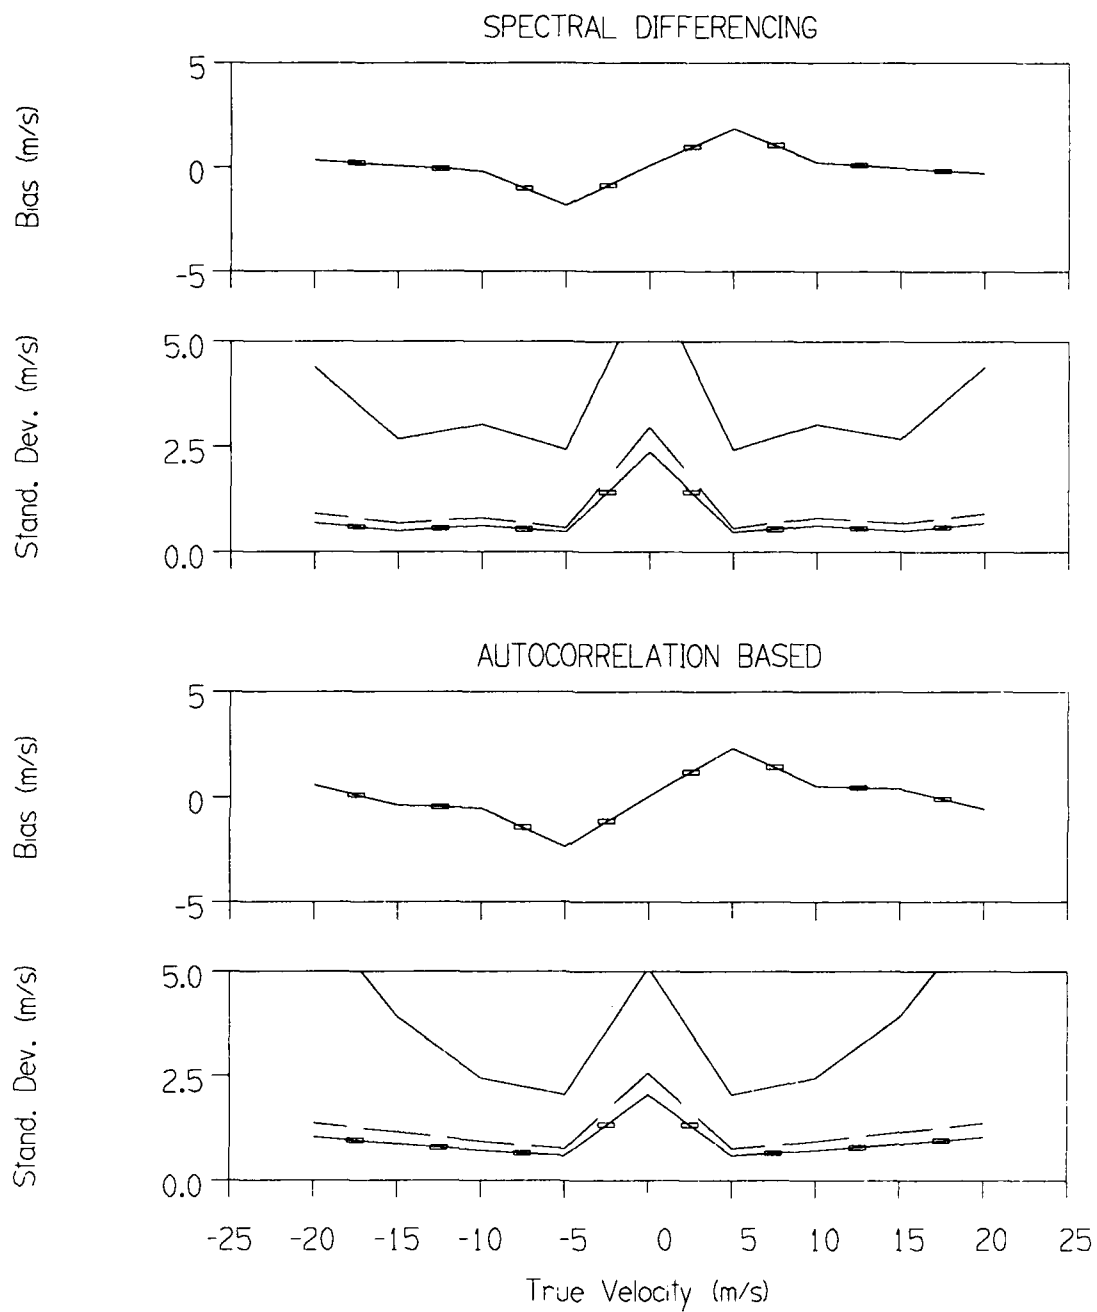 SPECTRAL DIFFERENCING
Bias (m/s)
5
0
-5
Stand. Dev. (m/s)
5.0
2.5
0.0
AUTOCORRELATION BASED
Bias (m/s)
5
0
-5
Stand. Dev. (m/s)
5.0
2.5
0.0
-25 -20 -15 -10 -5 0 5 10 15 20 25
True Velocity (m/s)